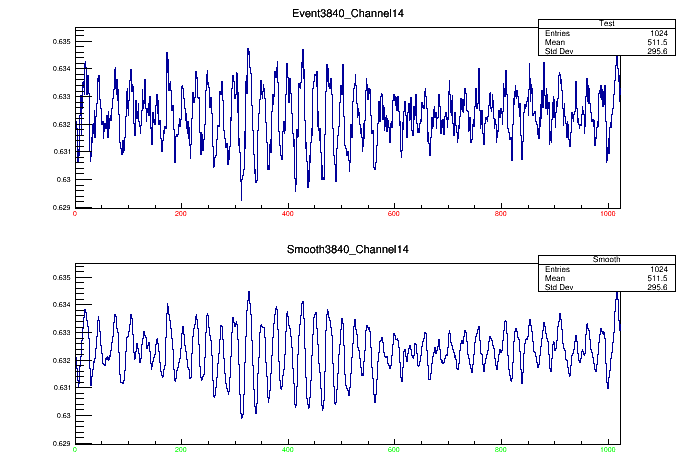 Event3840_Channel14
Test
Entries 1024
Mean 511.5
Std Dev 295.6
0.635
0.634
0.633
0.632
0.631
0.63
0.629
0 200 400 600 800 1000
Smooth3840_Channel14
Smooth
Entries 1024
Mean 511.5
Std Dev 295.6
0.635
0.634
0.633
0.632
0.631
0.63
0.629
0 200 400 600 800 1000